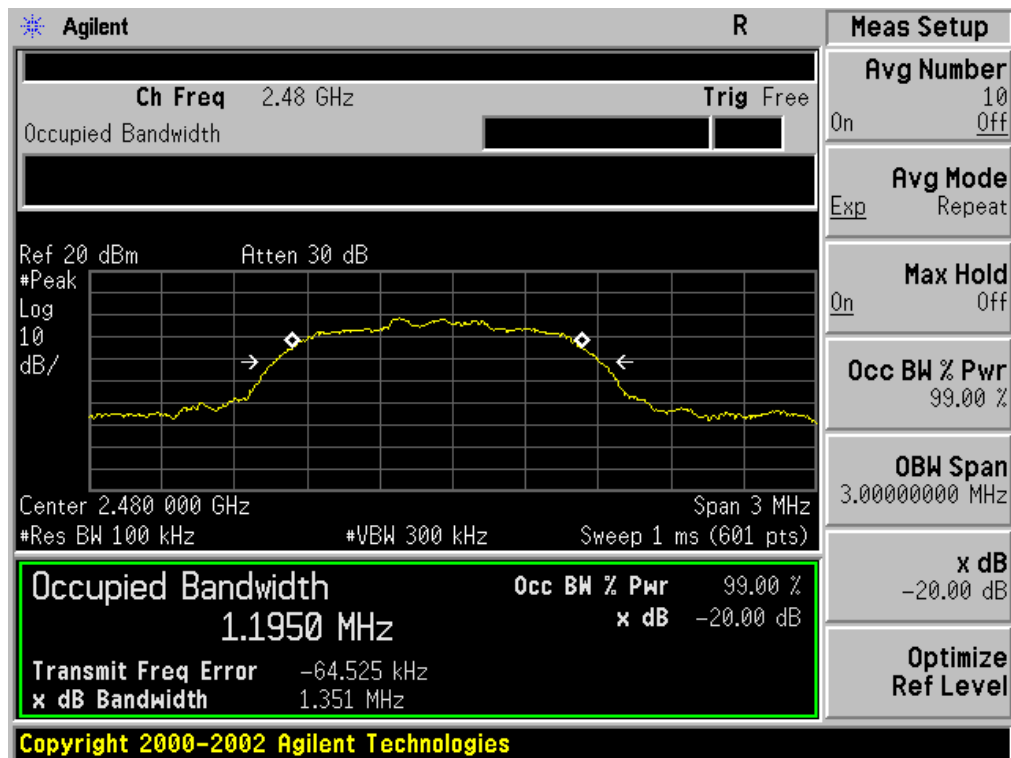 Agilent R
Ch Freq 2.48 GHz Trig Free
Occupied Bandwidth
Ref 20 dBm Atten 30 dB
#Peak
Log
10
dB/
Center 2.480 000 GHz Span 3 MHz
#Res BW 100 kHz #VBW 300 kHz Sweep 1 ms (601 pts)
Occupied Bandwidth
1.1950 MHz
Occ BW % Pwr 99.00 %
x dB -20.00 dB
Transmit Freq Error -64.525 kHz
x dB Bandwidth 1.351 MHz
Copyright 2000-2002 Agilent Technologies
Meas Setup
Avg Number
10
On Off
Avg Mode
Exp Repeat
Max Hold
On Off
Occ BW % Pwr
99.00 %
OBW Span
3.00000000 MHz
x dB
-20.00 dB
Optimize
Ref Level